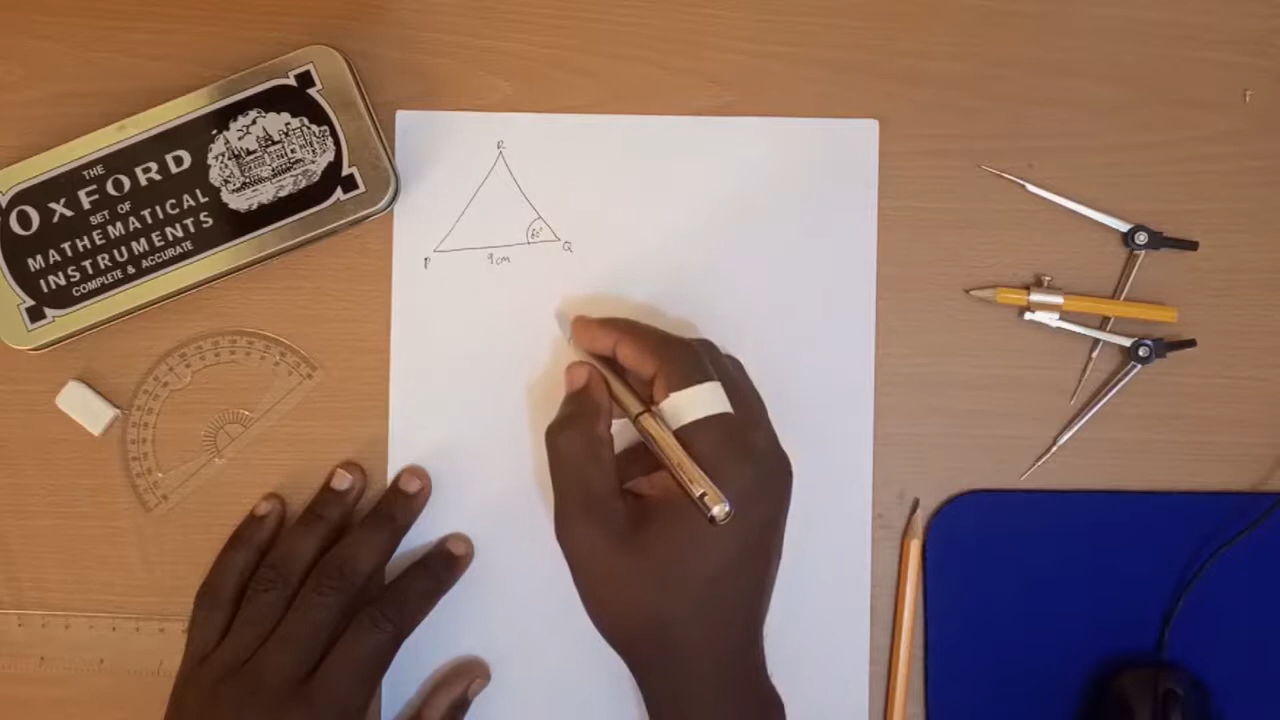 THE
OXFORD
SET OF
MATHEMATICAL
INSTRUMENTS
COMPLETE & ACCURATE
R
60°
P
Q
9 cm